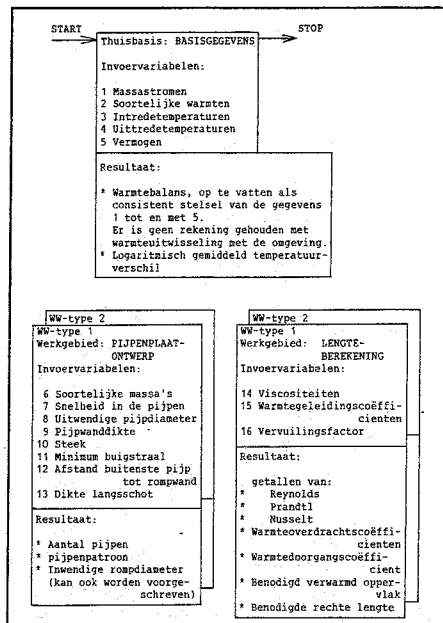 START
STOP
Thuisbasis: BASISGEGEVENS
Invoervariabelen:
1 Massastromen
2 Soortelijke warmten
3 Intredetemperaturen
4 Uittredetemperaturen
5 Vermogen
Resultaat:
* Warmtebalans, op te vatten als
consistent stelsel van de gegevens
1 tot en met 5.
Er is geen rekening gehouden met
warmteuitwisseling met de omgeving.
* Logaritmisch gemiddeld temperatuur-
verschil
WW-type 2
WW-type 1
Werkgebied: PIJPENPLAAT-
ONTWERP
Invoervariabelen:
6 Soortelijke massa's
7 Snelheid in de pijpen
8 Uitwendige pijpdiameter
9 Pijpwanddikte
10 Steek
11 Minimum buigstraal
12 Afstand buitenste pijp
tot rompwand
13 Dikte langsschot
Resultaat:
* Aantal pijpen
* pijpenpatroon
* Inwendige rompdiameter
(kan ook worden voorge-
schreven)
WW-type 2
WW-type 1
Werkgebied: LENGTE-
BEREKENING
Invoervariabelen:
14 Viscositeiten
15 Warmtegeleidingscoëffi-
cienten
16 Vervuilingsfactor
Resultaat:
getallen van:
* Reynolds
* Prandtl
* Nusselt
* Warmteoverdrachtscoëffi-
cienten
* Warmtedoorgangscoëffi-
cient
* Benodigd verwarmd opper-
vlak
* Benodigde rechte lengte